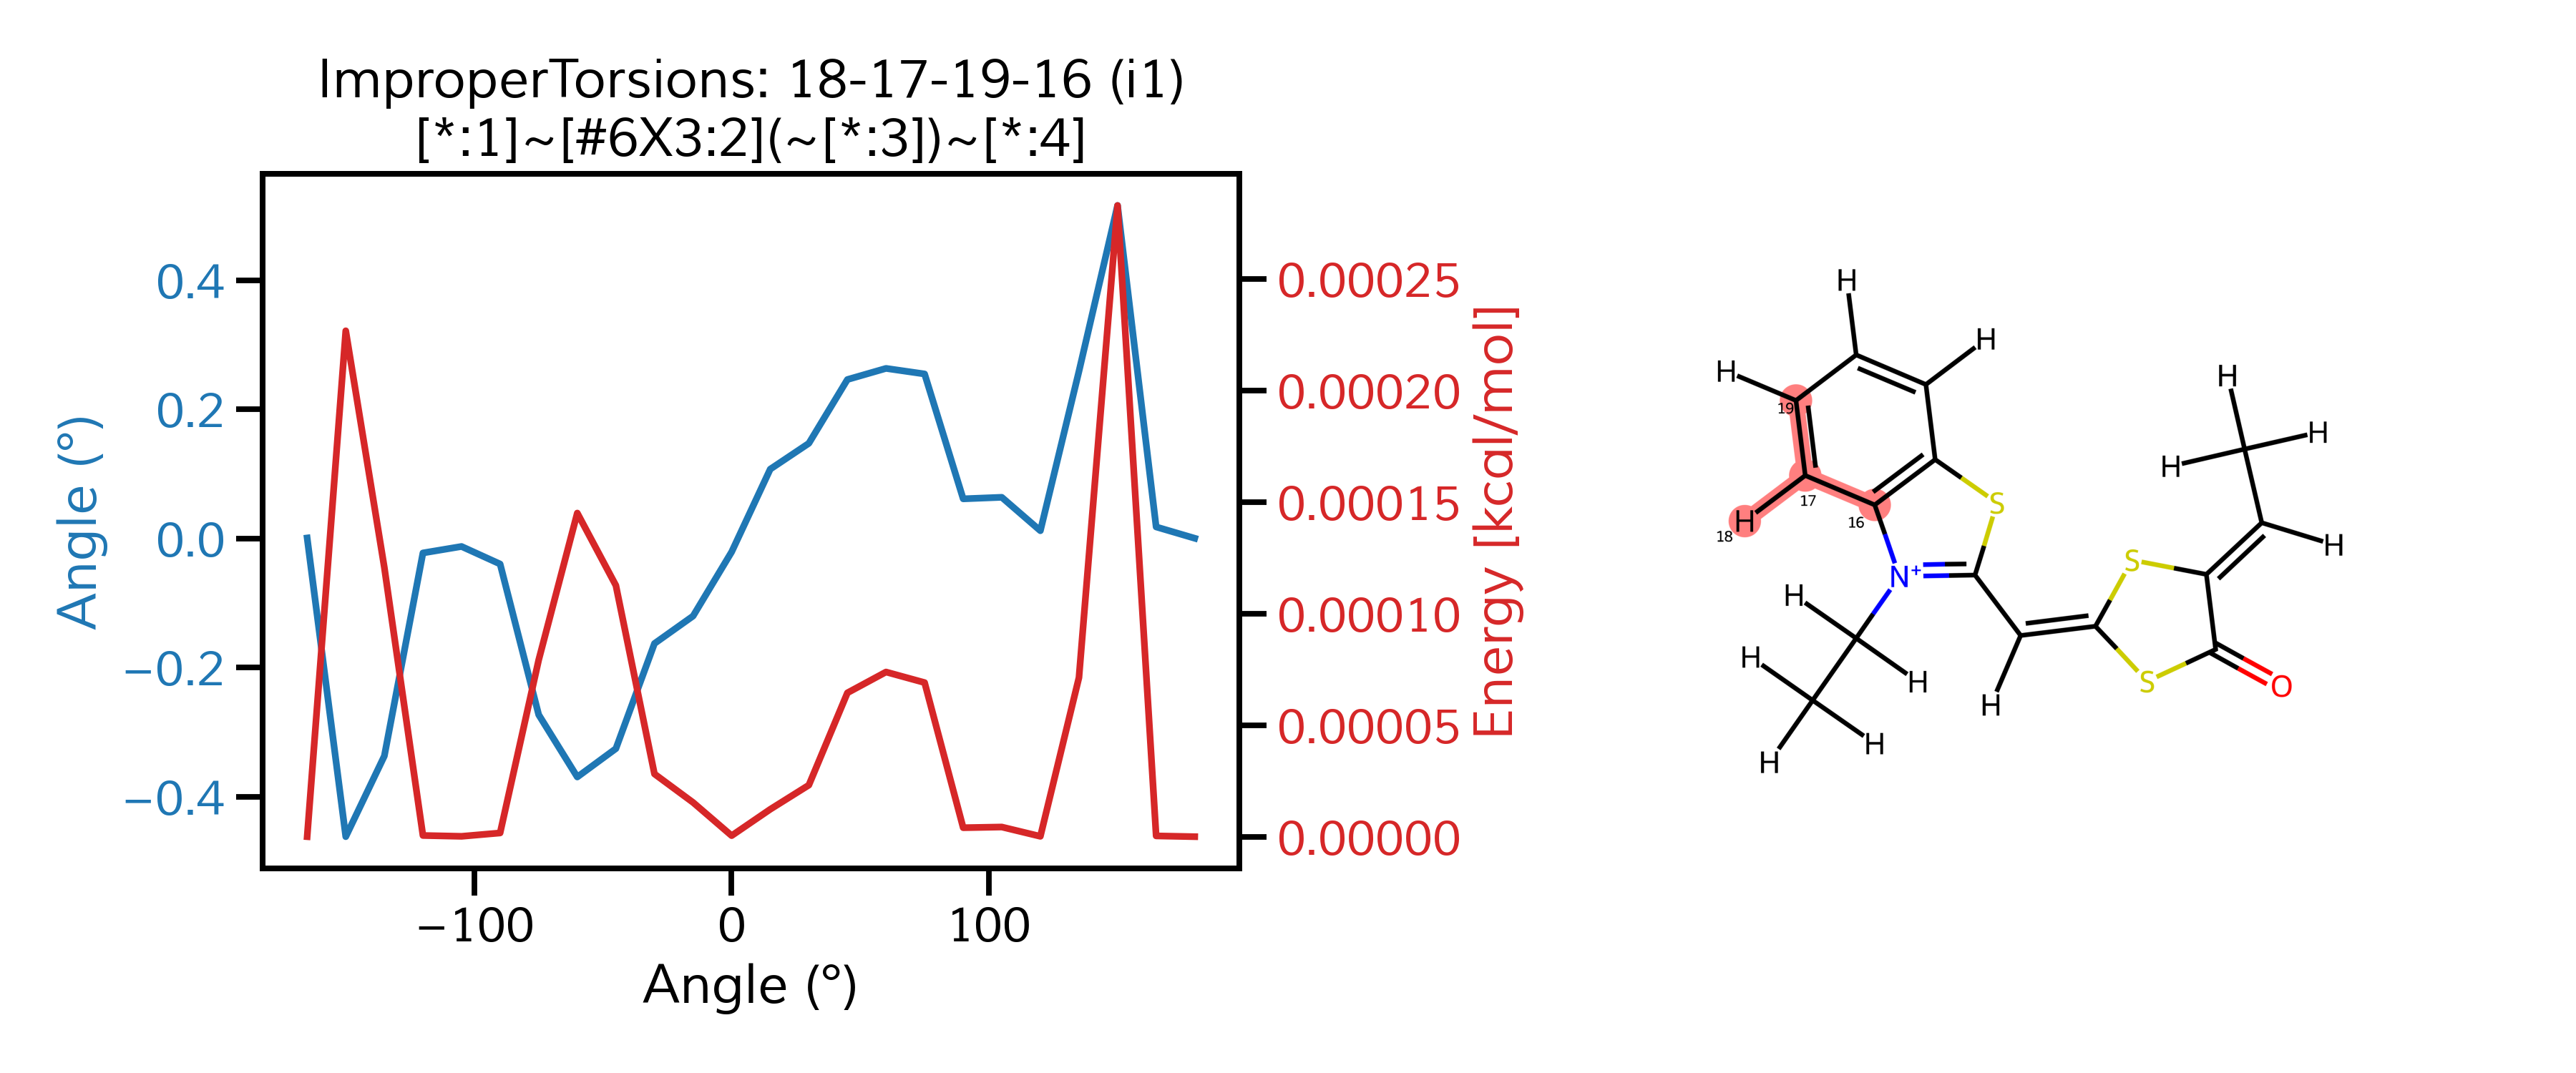 ImproperTorsions: 18-17-19-16 (i1)
[*:1]~[#6X3:2](~[*:3])~[*:4]
Angle (°)
0.4
0.2
0.0
−0.2
−0.4
−100
0
100
Angle (°)
0.00025
0.00020
0.00015
0.00010
0.00005
0.00000
Energy [kcal/mol]
H
H
H
H
19
H
H
H
17
S
16
18
H
N+
S
H
H
H
H
S
O
H
H
H